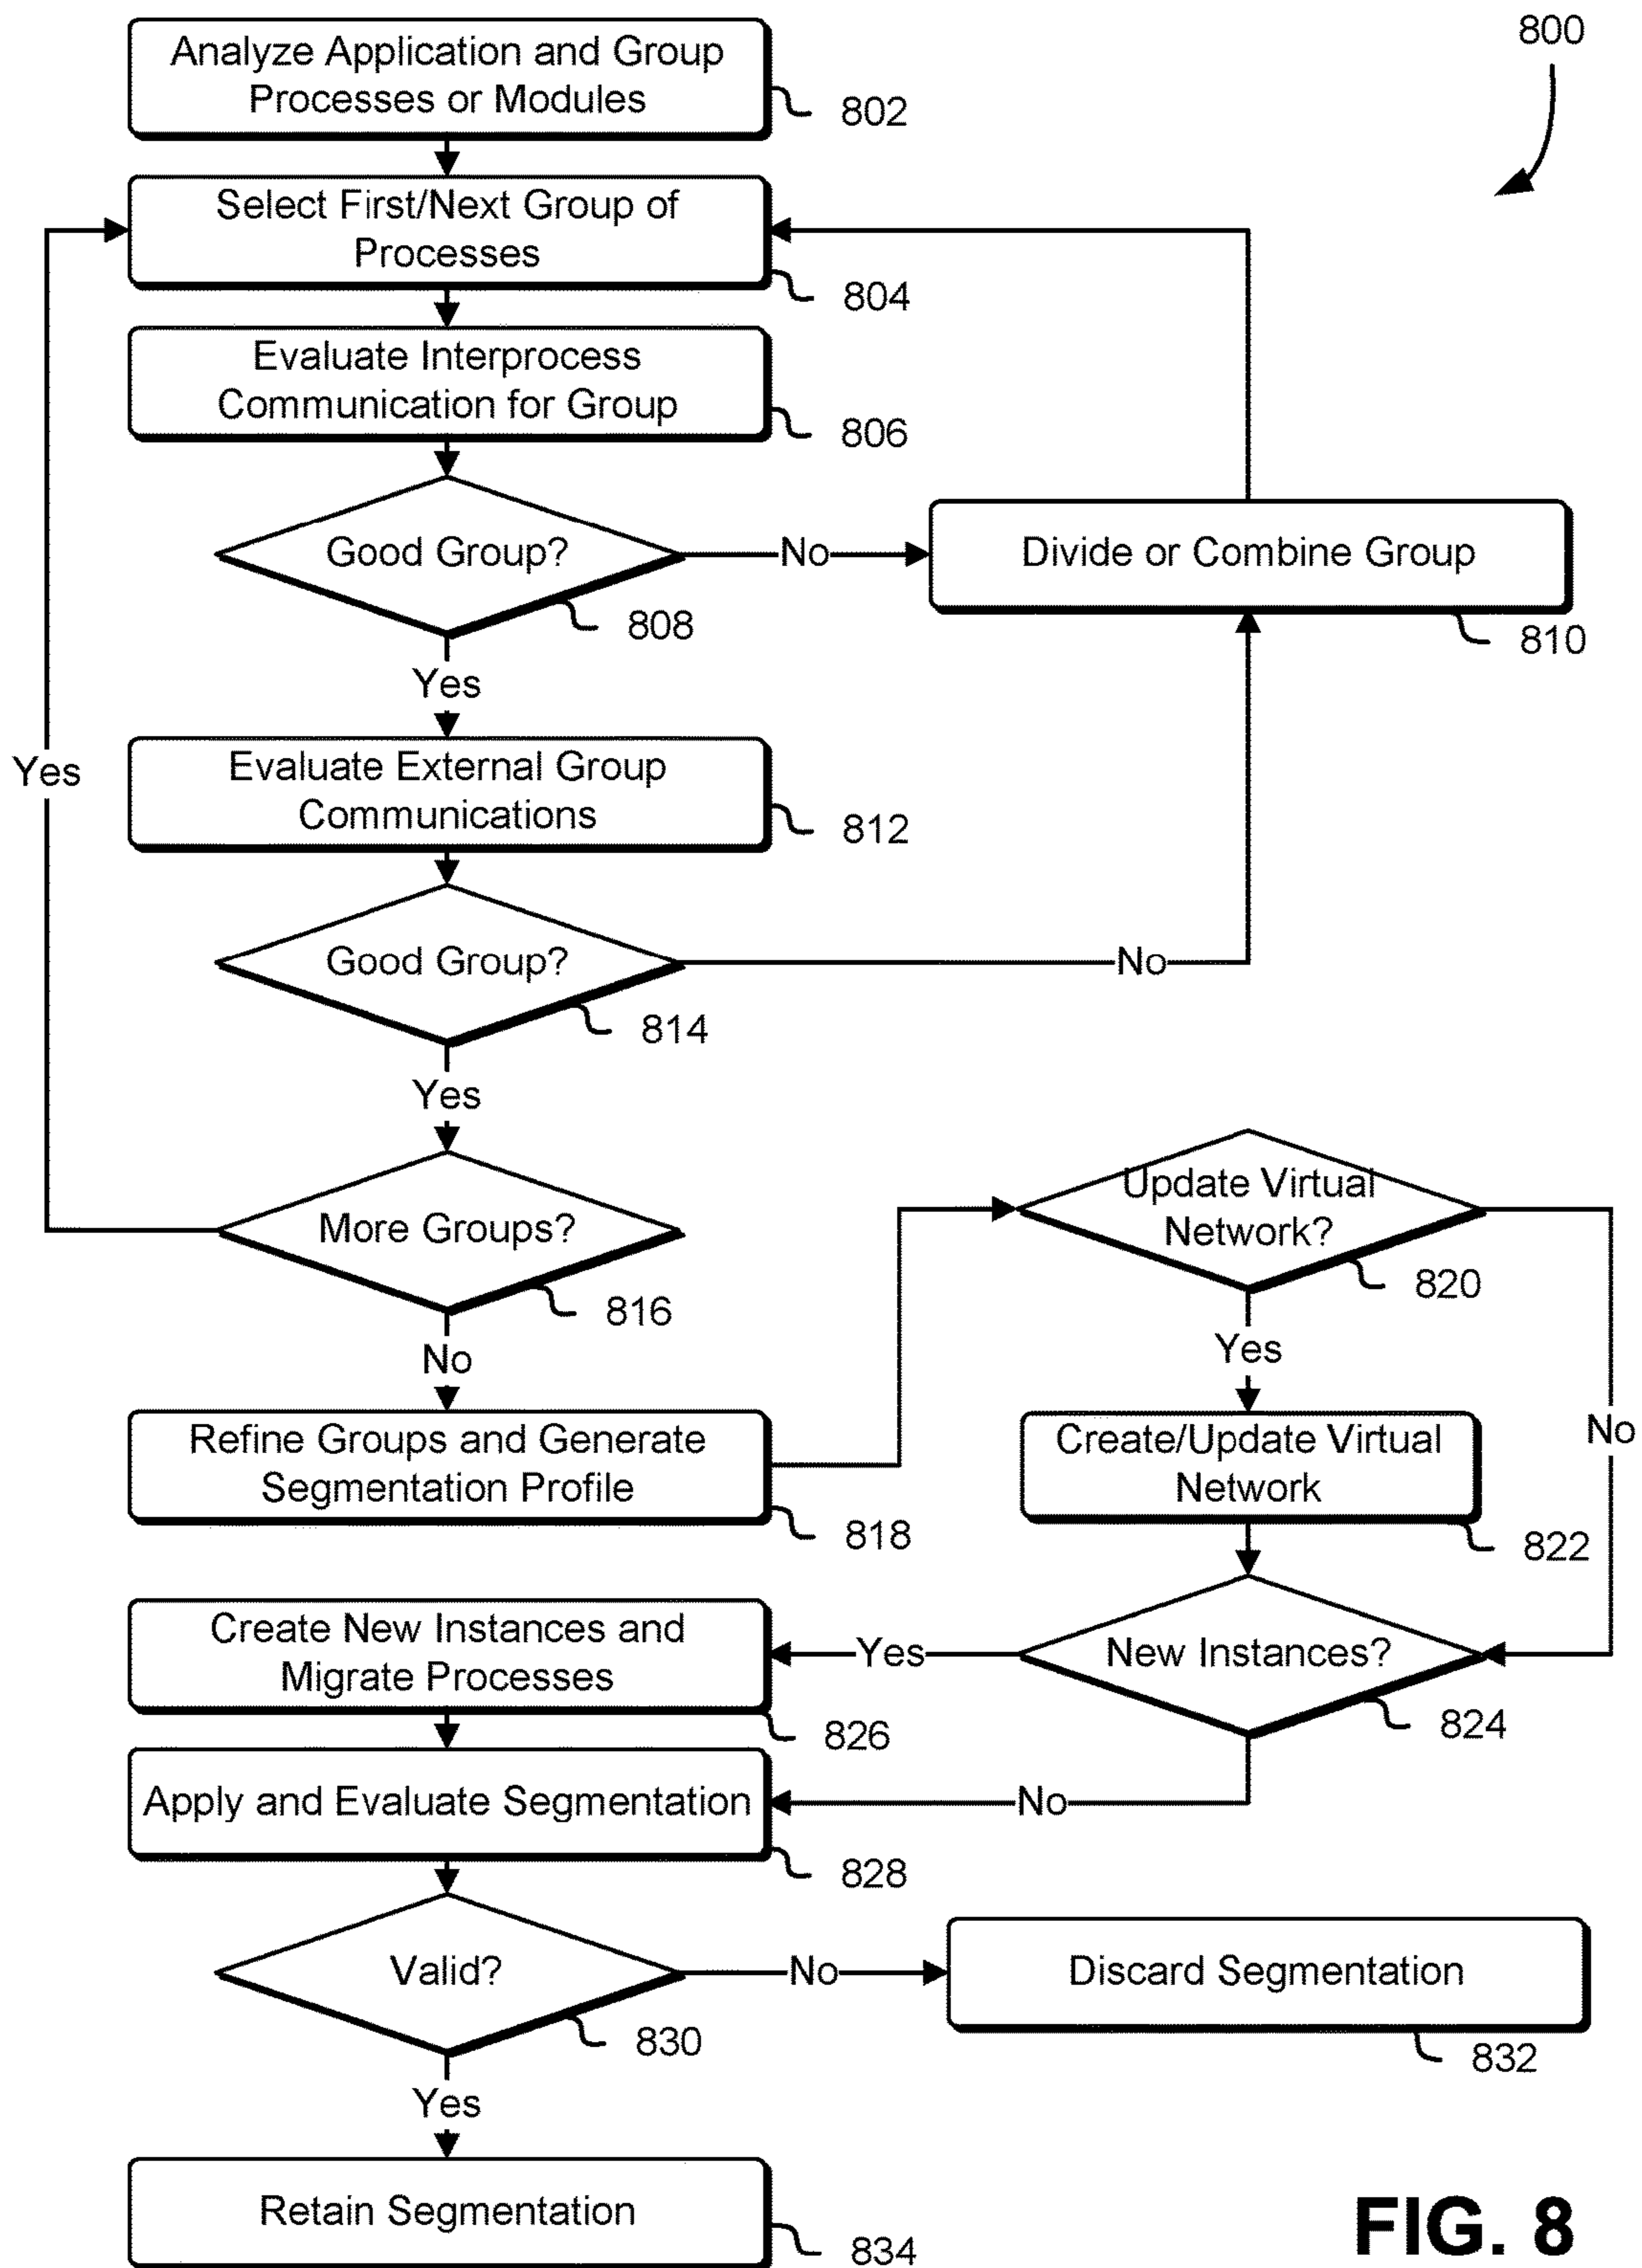 800
Analyze Application and Group
Processes or Modules
802
Select First/Next Group of
Processes
804
Evaluate Interprocess
Communication for Group
806
Good Group?
808
No
Divide or Combine Group
810
Yes
Evaluate External Group
Communications
812
Yes
Good Group?
814
No
Yes
More Groups?
816
No
Refine Groups and Generate
Segmentation Profile
818
Update Virtual
Network?
820
Yes
No
Create/Update Virtual
Network
822
New Instances?
824
Yes
Create New Instances and
Migrate Processes
826
No
Apply and Evaluate Segmentation
828
Valid?
830
No
Discard Segmentation
832
Yes
Retain Segmentation
834
FIG. 8